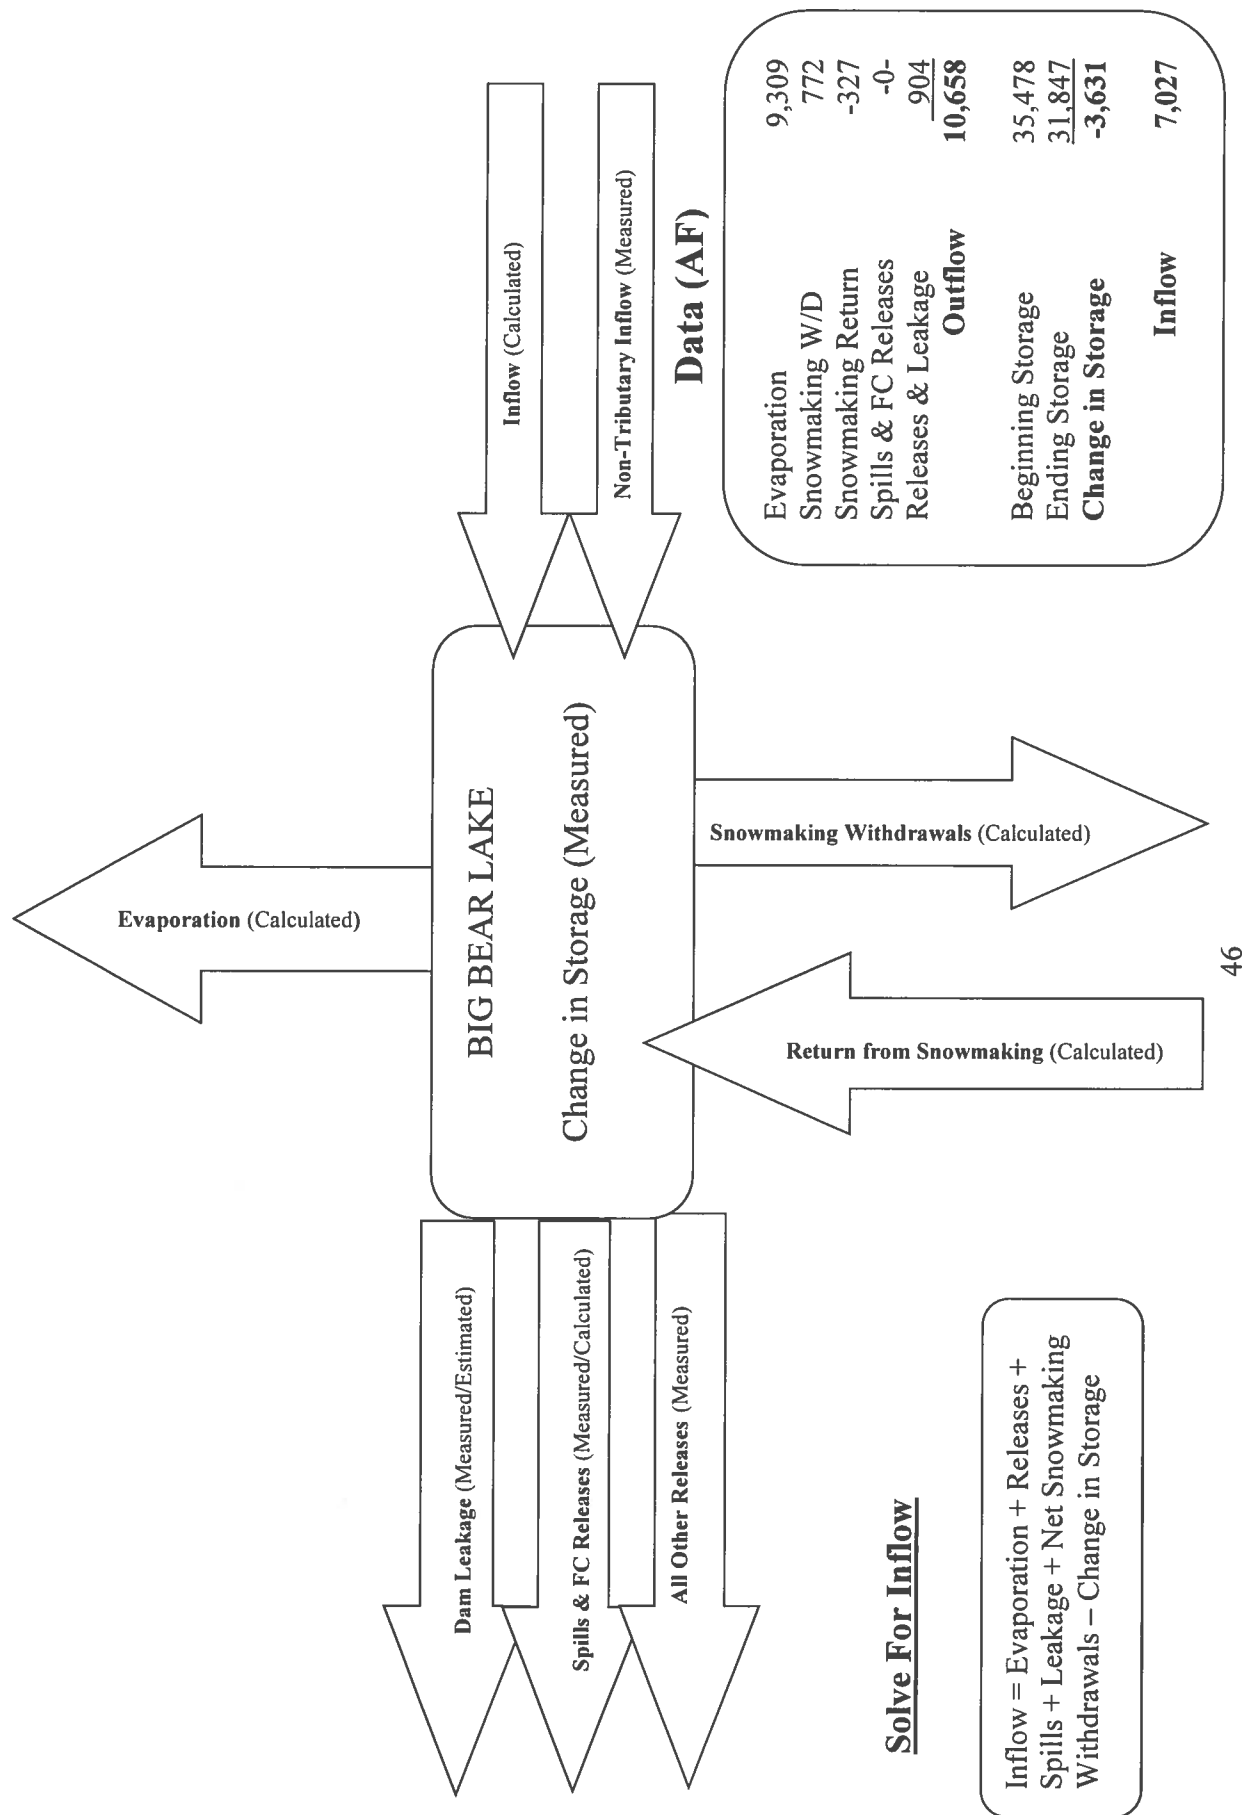 Evaporation (Calculated)
Dam Leakage (Measured/Estimated)
Spills & FC Releases (Measured/Calculated)
All Other Releases (Measured)
BIG BEAR LAKE
Change in Storage (Measured)
Inflow (Calculated)
Non-Tributary Inflow (Measured)
Return from Snowmaking (Calculated)
Snowmaking Withdrawals (Calculated)
Solve For Inflow
Inflow = Evaporation + Releases +
Spills + Leakage + Net Snowmaking
Withdrawals – Change in Storage
Data (AF)
Evaporation 9,309
Snowmaking W/D 772
Snowmaking Return -327
Spills & FC Releases -0-
Releases & Leakage 904
Outflow 10,658
Beginning Storage 35,478
Ending Storage 31,847
Change in Storage -3,631
Inflow 7,027
46